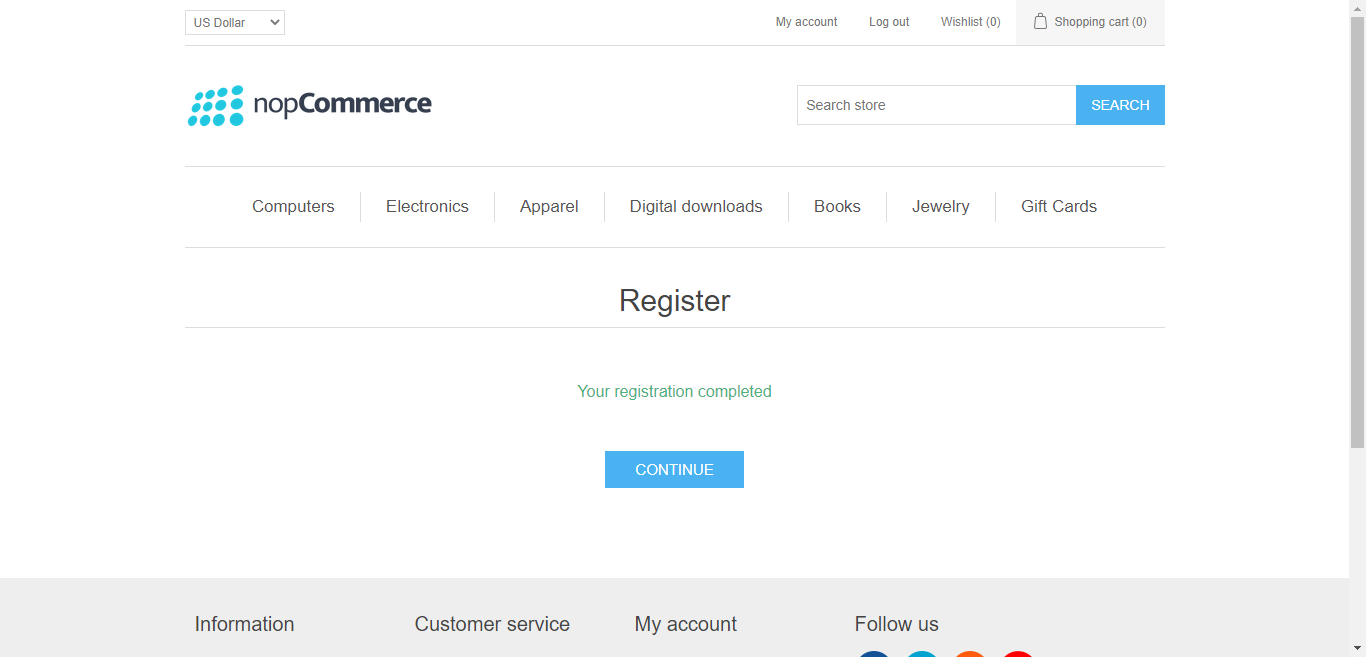 US Dollar
My account
Log out
Wishlist (0)
Shopping cart (0)
nopCommerce
Search store
SEARCH
Computers
Electronics
Apparel
Digital downloads
Books
Jewelry
Gift Cards
Register
Your registration completed
CONTINUE
Information
Customer service
My account
Follow us